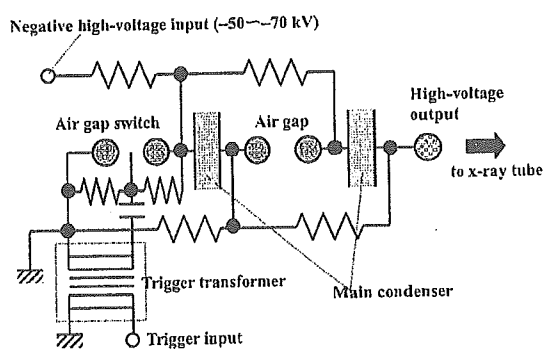 Negative high-voltage input (−50～−70 kV)
Air gap switch
Air gap
High-voltage
output
to x-ray tube
Trigger transformer
Main condenser
Trigger input